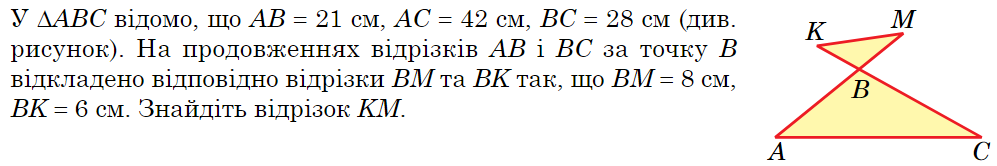 У ∆ABC відомо, що AB = 21 см, AC = 42 см, BC = 28 см (див.
рисунок). На продовженнях відрізків AB і BC за точку B
відкладено відповідно відрізки BM та BK так, що BM = 8 см,
BK = 6 см. Знайдіть відрізок KM.
K
M
B
A
C